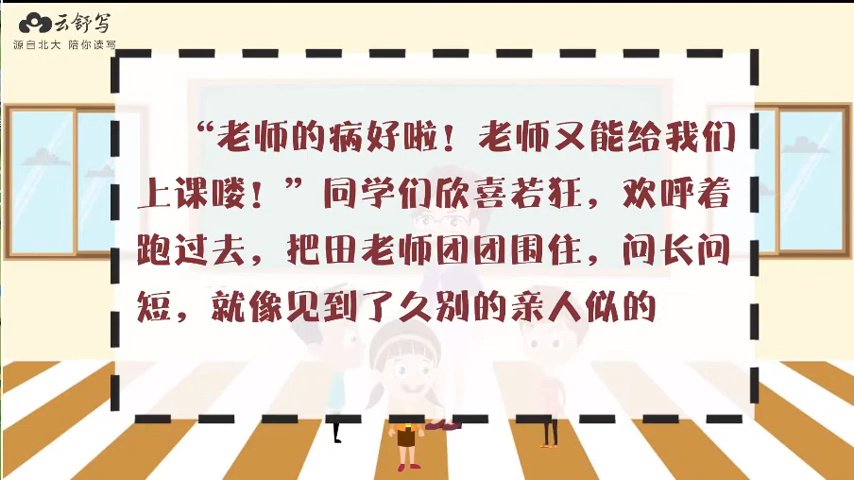 云舒写
源自北大 陪你读写
“老师的病好啦！老师又能给我们
上课喽！”同学们欣喜若狂，欢呼着
跑过去，把田老师团团围住，问长问
短，就像见到了久别的亲人似的